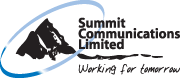 Summit
Communications
Limited
Working for tomorrow